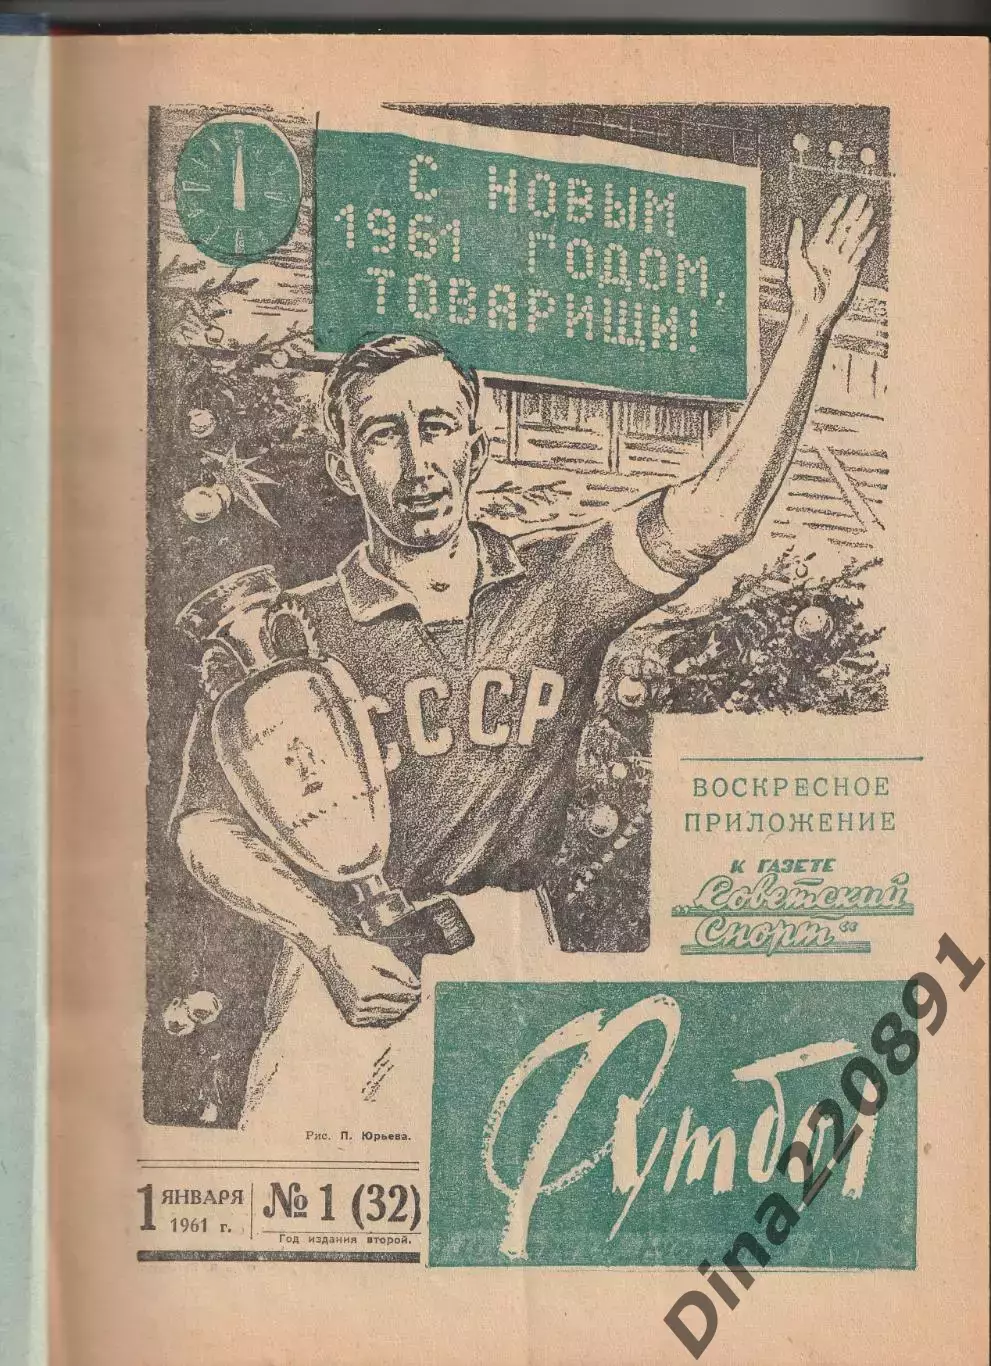 С НОВЫМ
1961 ГОДОМ,
ТОВАРИЩИ!
СССР
ВОСКРЕСНОЕ
ПРИЛОЖЕНИЕ
К ГАЗЕТЕ
„Советский
Спорт“
Футбол
Рис. П. Юрьева.
1 ЯНВАРЯ
1961 г.
№ 1 (32)
Год издания второй.
Dina220891